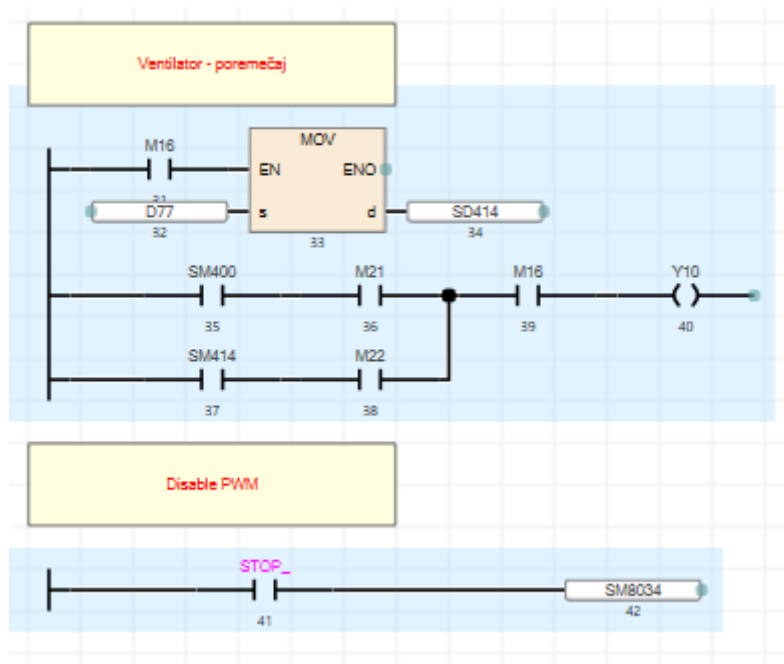 Ventilator - poremečaj
M16
MOV
EN ENO
D77 s d SD414
32 33 34
SM400 M21 M16 Y10
35 36 39 40
SM414 M22
37 38
Disable PWM
STOP_
SM8034
41 42